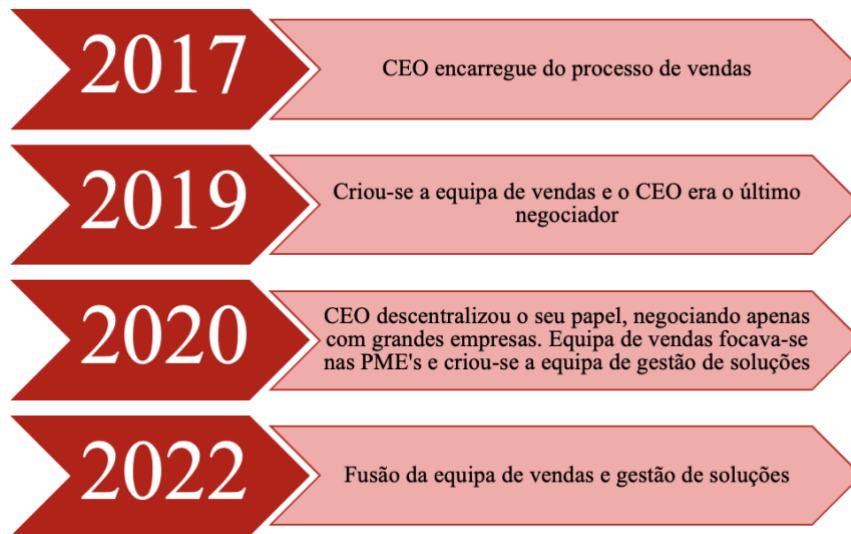 2017
CEO encarregue do processo de vendas
2019
Criou-se a equipa de vendas e o CEO era o último
negociador
2020
CEO descentralizou o seu papel, negociando apenas
com grandes empresas. Equipa de vendas focava-se
nas PME's e criou-se a equipa de gestão de soluções
2022
Fusão da equipa de vendas e gestão de soluções